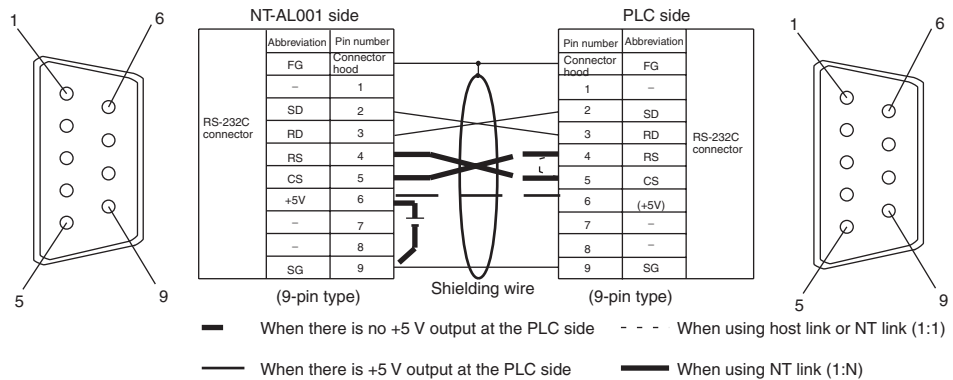 NT-AL001 side
PLC side
1
6
5
9
RS-232C
connector
Abbreviation Pin number
FG Connector
hood
– 1
SD 2
RD 3
RS 4
CS 5
+5V 6
– 7
– 8
SG 9
(9-pin type)
Shielding wire
Pin number Abbreviation
Connector
hood FG
1 –
2 SD
3 RD
4 RS
5 CS
6 (+5V)
7 –
8 –
9 SG
RS-232C
connector
(9-pin type)
1
6
5
9
When there is no +5 V output at the PLC side
When using host link or NT link (1:1)
When there is +5 V output at the PLC side
When using NT link (1:N)